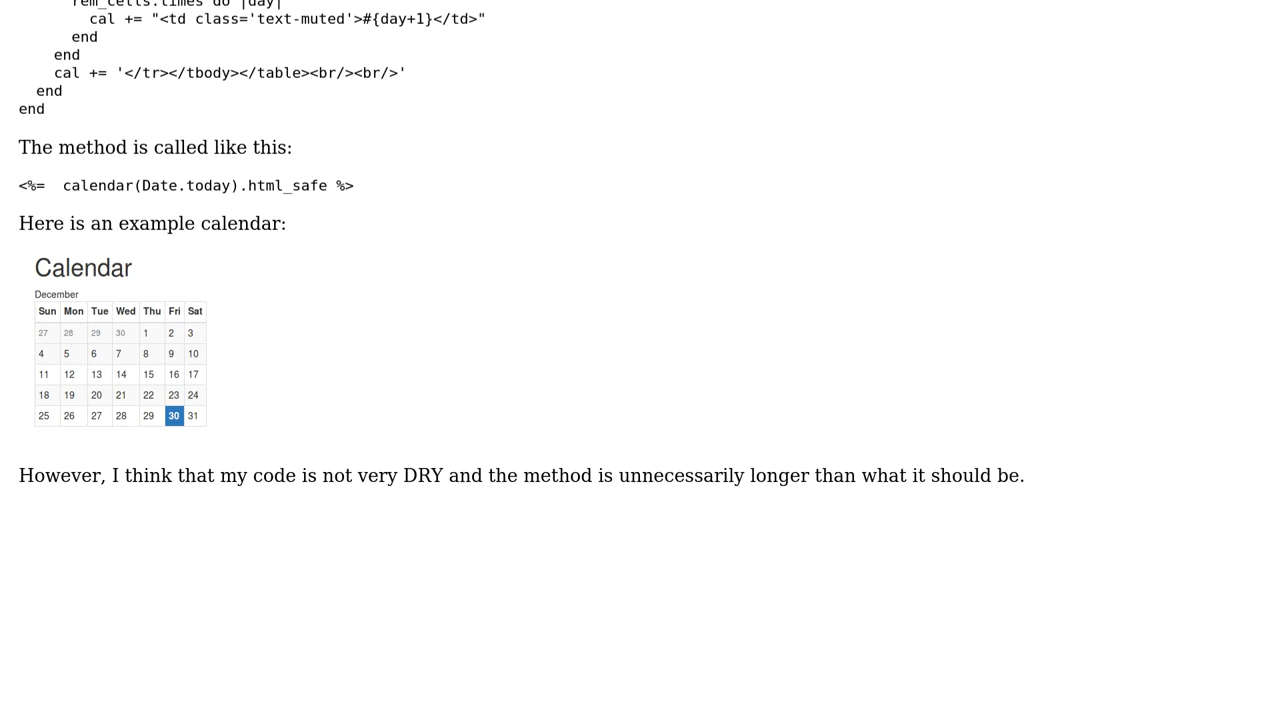 rem_cells.times do |day|
cal += "<td class='text-muted'>#{day+1}</td>"
end
end
cal += '</tr></tbody></table><br/><br/>'
end
end
The method is called like this:
<%=  calendar(Date.today).html_safe %>
Here is an example calendar:
Calendar
December
Sun Mon Tue Wed Thu Fri Sat
27 28 29 30 1 2 3
4 5 6 7 8 9 10
11 12 13 14 15 16 17
18 19 20 21 22 23 24
25 26 27 28 29 30 31
However, I think that my code is not very DRY and the method is unnecessarily longer than what it should be.